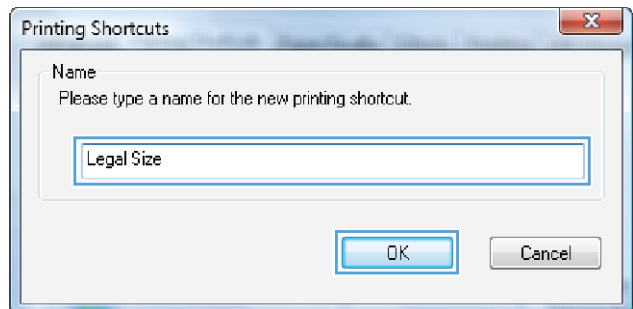 Printing Shortcuts
Name
Please type a name for the new printing shortcut.
Legal Size
OK
Cancel